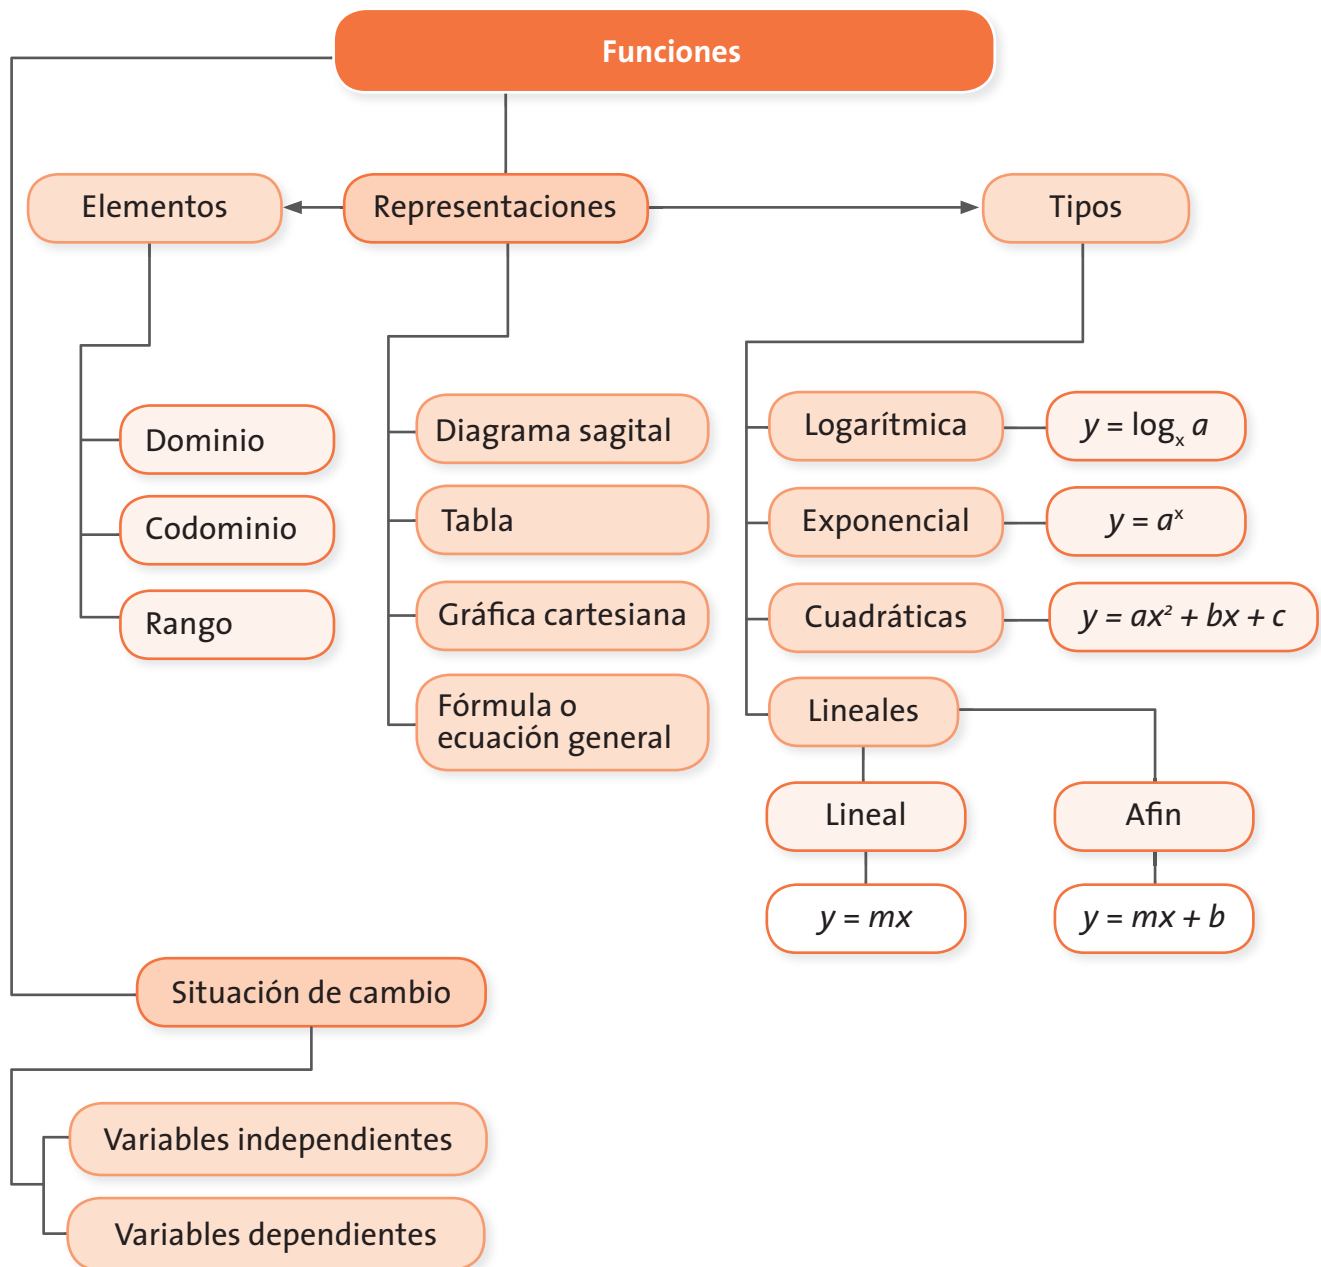 Funciones
Elementos
Representaciones
Tipos
Dominio
Codominio
Rango
Diagrama sagital
Tabla
Gráfica cartesiana
Fórmula o
ecuación general
Logarítmica
y = logₓ a
Exponencial
y = aˣ
Cuadráticas
y = ax² + bx + c
Lineales
Lineal
Afin
y = mx
y = mx + b
Situación de cambio
Variables independientes
Variables dependientes